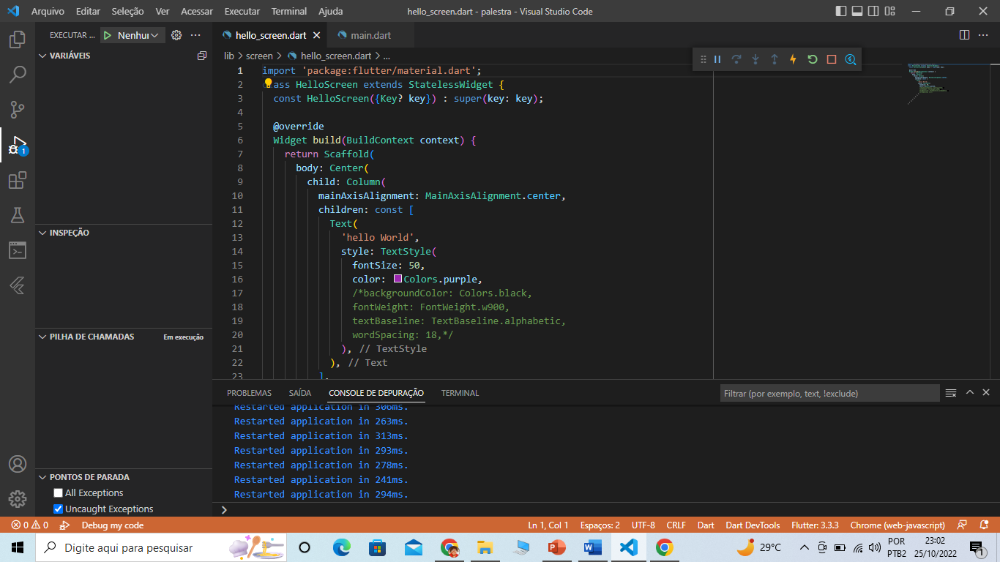 Arquivo Editar Seleção Ver Acessar Executar Terminal Ajuda
hello_screen.dart - palestra - Visual Studio Code
EXECUTAR ... Nenhur
hello_screen.dart main.dart
VARIÁVEIS
lib > screen > hello_screen.dart > ...
1 import 'package:flutter/material.dart';
2 ass HelloScreen extends StatelessWidget {
3 const HelloScreen({Key? key}) : super(key: key);
4
5 @override
6 Widget build(BuildContext context) {
7 return Scaffold(
8 body: Center(
9 child: Column(
10 mainAxisAlignment: MainAxisAlignment.center,
11 children: const [
12 Text(
13 'hello World',
14 style: TextStyle(
15 fontSize: 50,
16 color: Colors.purple,
17 /*backgroundColor: Colors.black,
18 fontWeight: FontWeight.w900,
19 textBaseline: TextBaseline.alphabetic,
20 wordSpacing: 18,*/
21 ), // TextStyle
22 ), // Text
23 ],
INSPEÇÃO
PILHA DE CHAMADAS Em execução
PONTOS DE PARADA
All Exceptions
Uncaught Exceptions
1
PROBLEMAS SAÍDA CONSOLE DE DEPURAÇÃO TERMINAL
Filtrar (por exemplo, text, !exclude)
Restarted application in 306ms.
Restarted application in 263ms.
Restarted application in 313ms.
Restarted application in 293ms.
Restarted application in 278ms.
Restarted application in 241ms.
Restarted application in 294ms.
0 0 Debug my code
Ln 1, Col 1 Espaços: 2 UTF-8 CRLF Dart Dart DevTools Flutter: 3.3.3 Chrome (web-javascript)
Digite aqui para pesquisar
29°C
POR
PTB2
23:02
25/10/2022
1